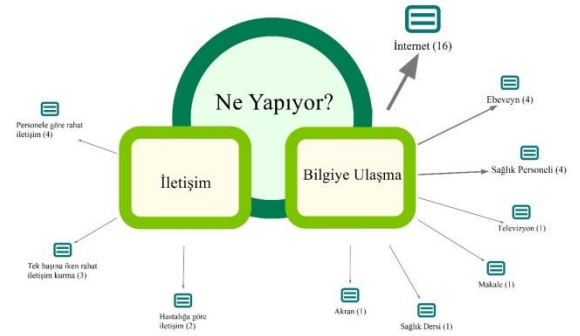 İnternet (16)
Ne Yapıyor?
Ebeveyn (4)
Personele göre rahat
iletişim (4)
İletişim
Bilgiye Ulaşma
Sağlık Personeli (4)
Televizyon (1)
Tek başına iken rahat
iletişim kurma (3)
Makale (1)
Hastalığa göre
iletişim (2)
Akran (1)
Sağlık Dersi (1)